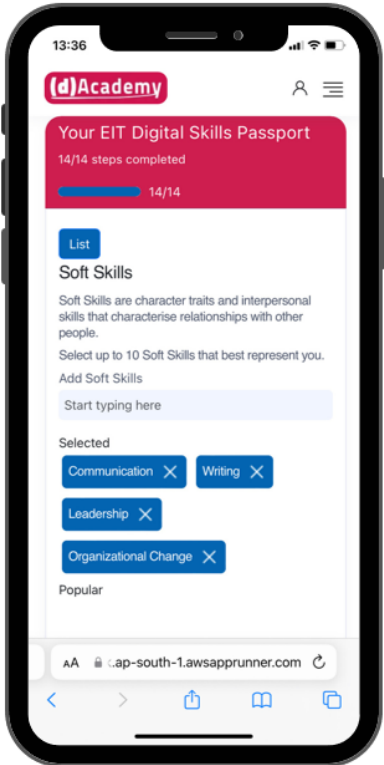 13:36
(d)Academy
Your EIT Digital Skills Passport
14/14 steps completed
14/14
List
Soft Skills
Soft Skills are character traits and interpersonal
skills that characterise relationships with other
people.
Select up to 10 Soft Skills that best represent you.
Add Soft Skills
Start typing here
Selected
Communication
Writing
Leadership
Organizational Change
Popular
AA
.ap-south-1.awsapprunner.com